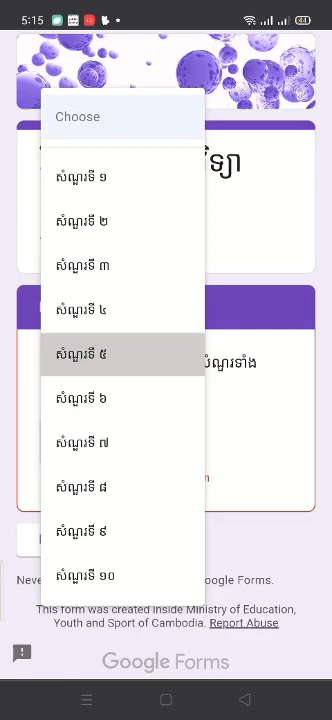 5:15
44
Choose
សំណួរទី ១
សំណួរទី ២
សំណួរទី ៣
សំណួរទី ៤
សំណួរទី ៥
សំណួរទី ៦
សំណួរទី ៧
សំណួរទី ៨
សំណួរទី ៩
សំណួរទី ១០
សំណួរទាំង
Google Forms.
This form was created inside Ministry of Education,
Youth and Sport of Cambodia. Report Abuse
Google Forms